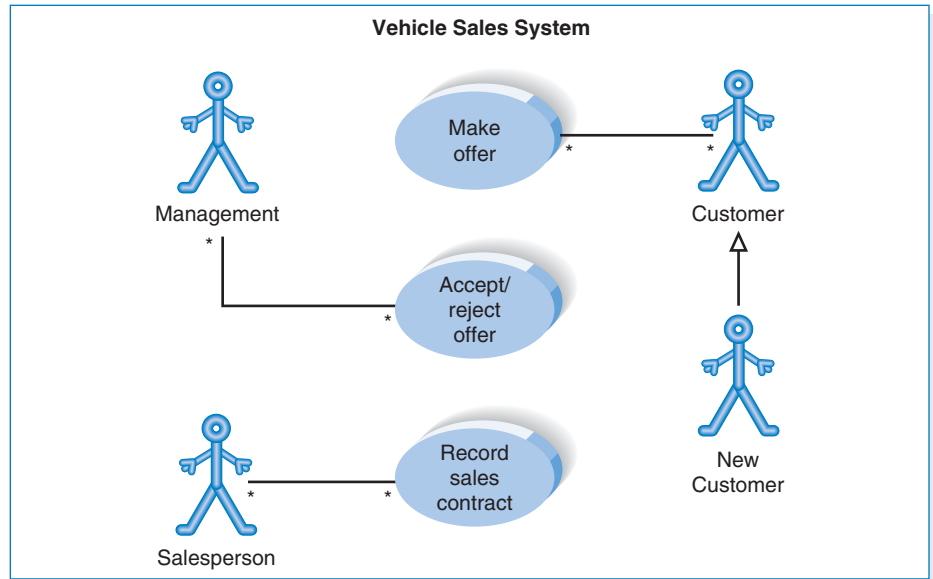 Vehicle Sales System
Make
offer
*
*
Management
Customer
*
Accept/
reject
offer
*
Record
sales
contract
*
*
New
Customer
Salesperson